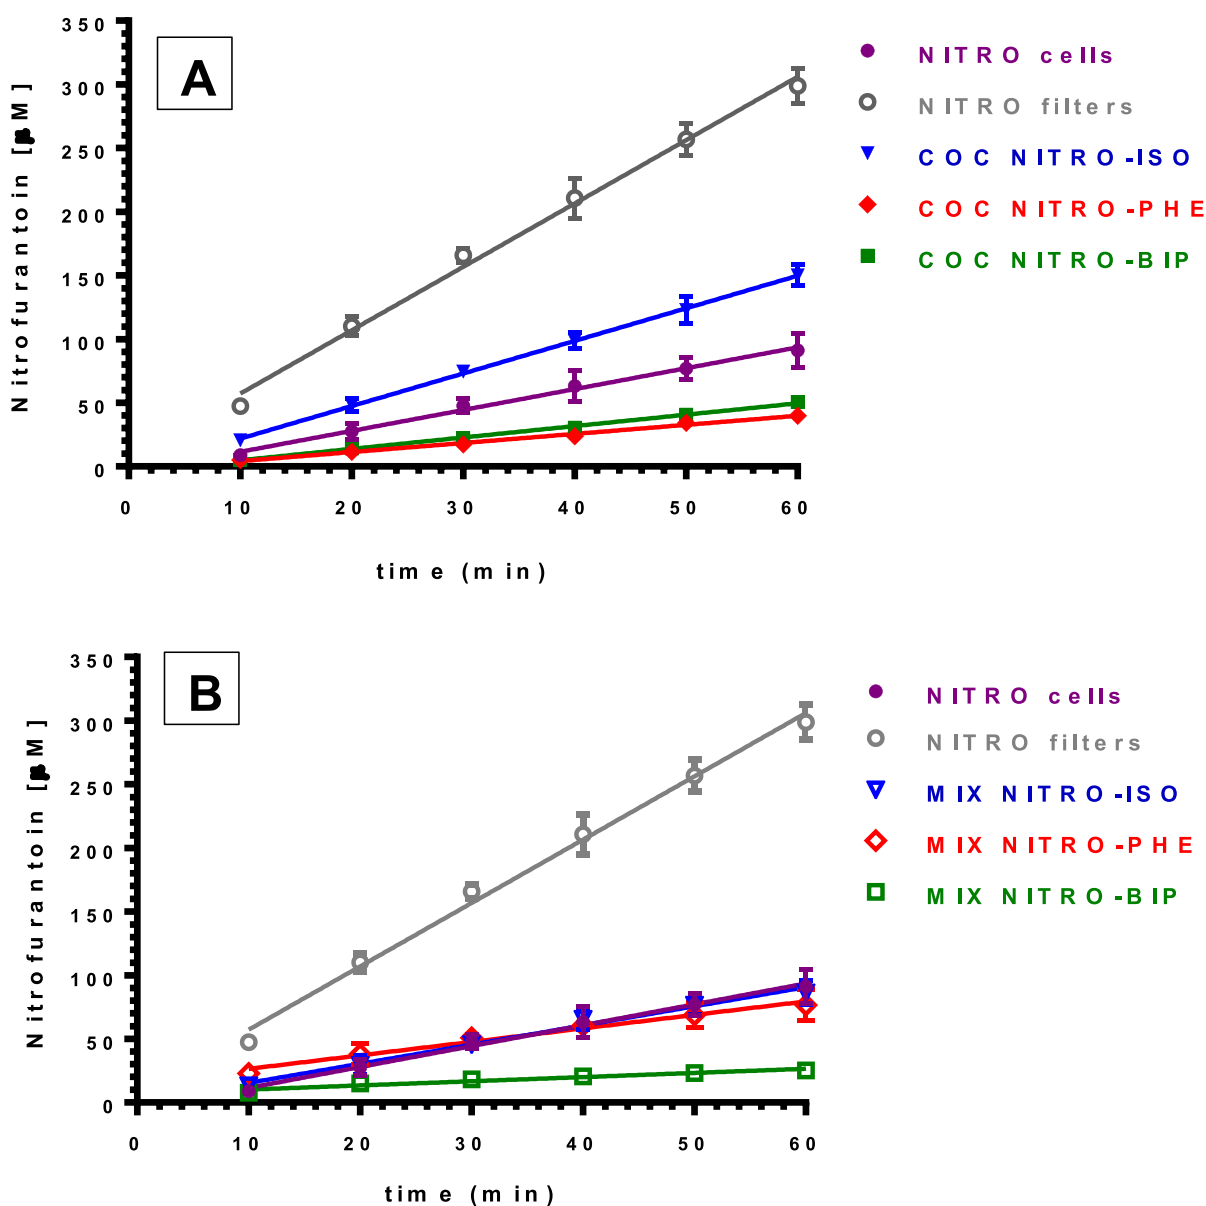 A
350
300
250
200
150
100
50
0
Nitrofurantoin [µM]
0 10 20 30 40 50 60
time (min)
NITRO cells
NITRO filters
COC NITRO-ISO
COC NITRO-PHE
COC NITRO-BIP
B
350
300
250
200
150
100
50
0
Nitrofurantoin [µM]
0 10 20 30 40 50 60
time (min)
NITRO cells
NITRO filters
MIX NITRO-ISO
MIX NITRO-PHE
MIX NITRO-BIP